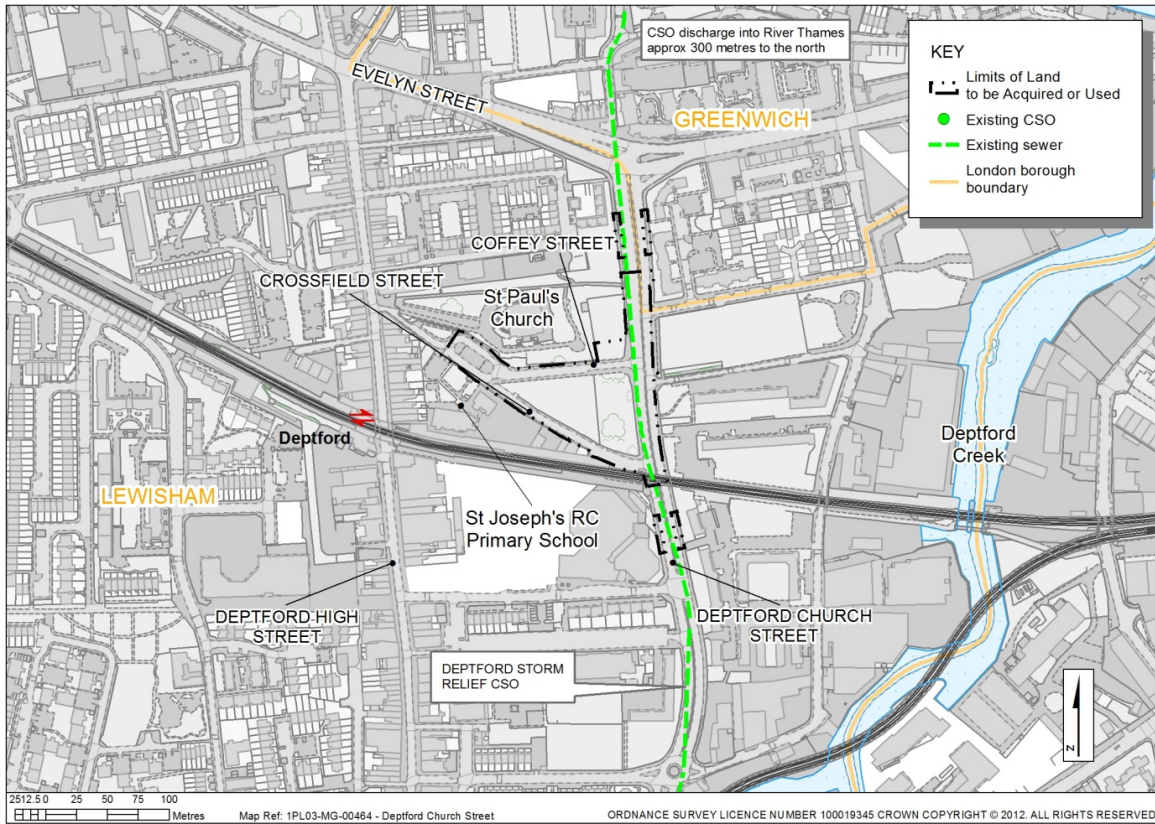 CSO discharge into River Thames
approx 300 metres to the north
KEY
Limits of Land
to be Acquired or Used
Existing CSO
Existing sewer
London borough
boundary
EVELYN STREET
GREENWICH
COFFEY STREET
CROSSFIELD STREET
St Paul's
Church
Deptford
Deptford
Creek
LEWISHAM
St Joseph's RC
Primary School
DEPTFORD HIGH
STREET
DEPTFORD CHURCH
STREET
DEPTFORD STORM
RELIEF CSO
N
25 12.5 0 25 50 75 100
Metres
Map Ref: 1PL03-MG-00464 - Deptford Church Street
ORDNANCE SURVEY LICENCE NUMBER 100019345 CROWN COPYRIGHT © 2012. ALL RIGHTS RESERVED